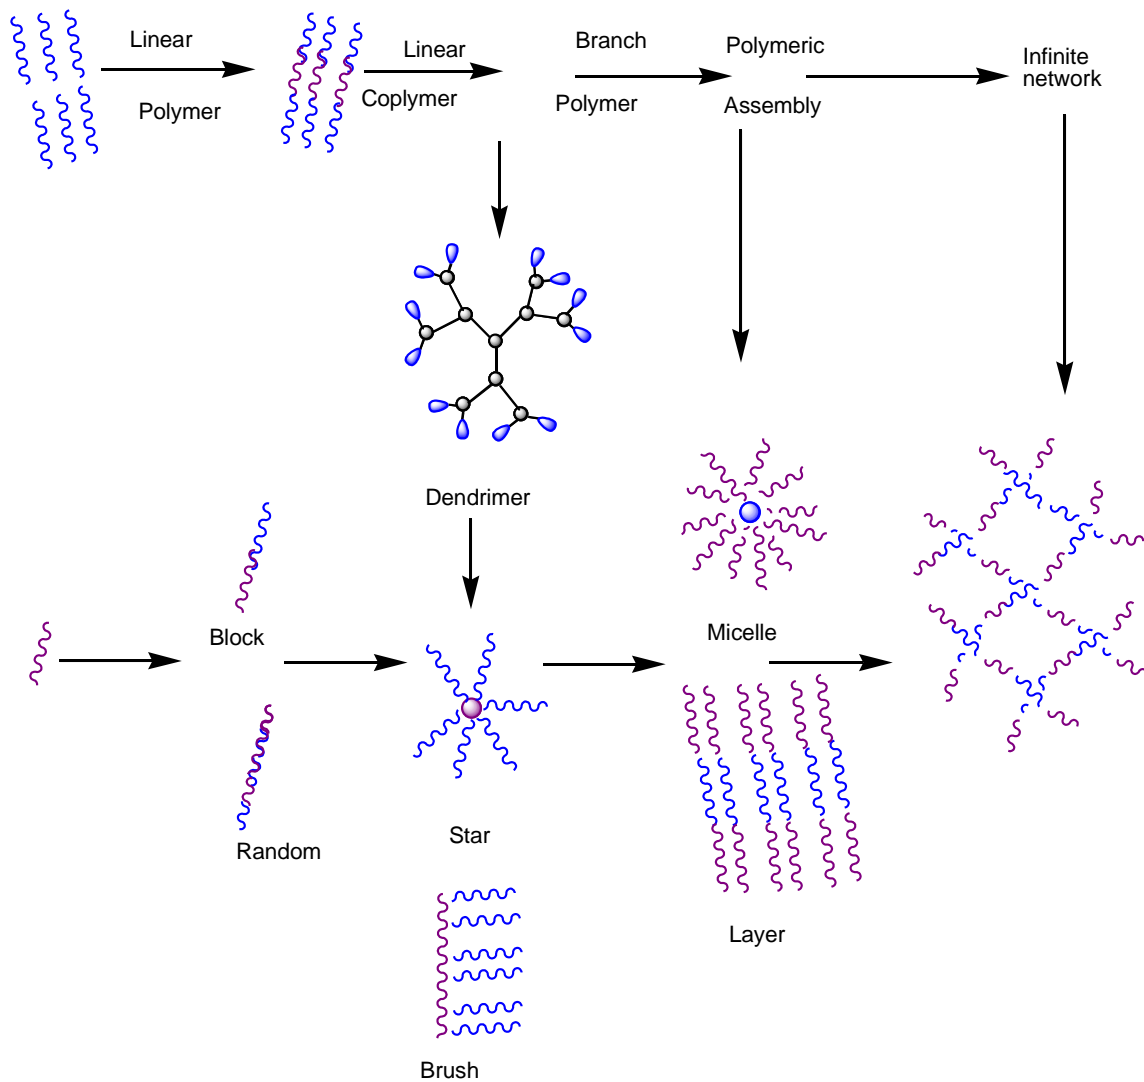 Linear
Polymer
Linear
Coplymer
Branch
Polymer
Polymeric
Assembly
Infinite
network
Dendrimer
Block
Micelle
Random
Star
Layer
Brush